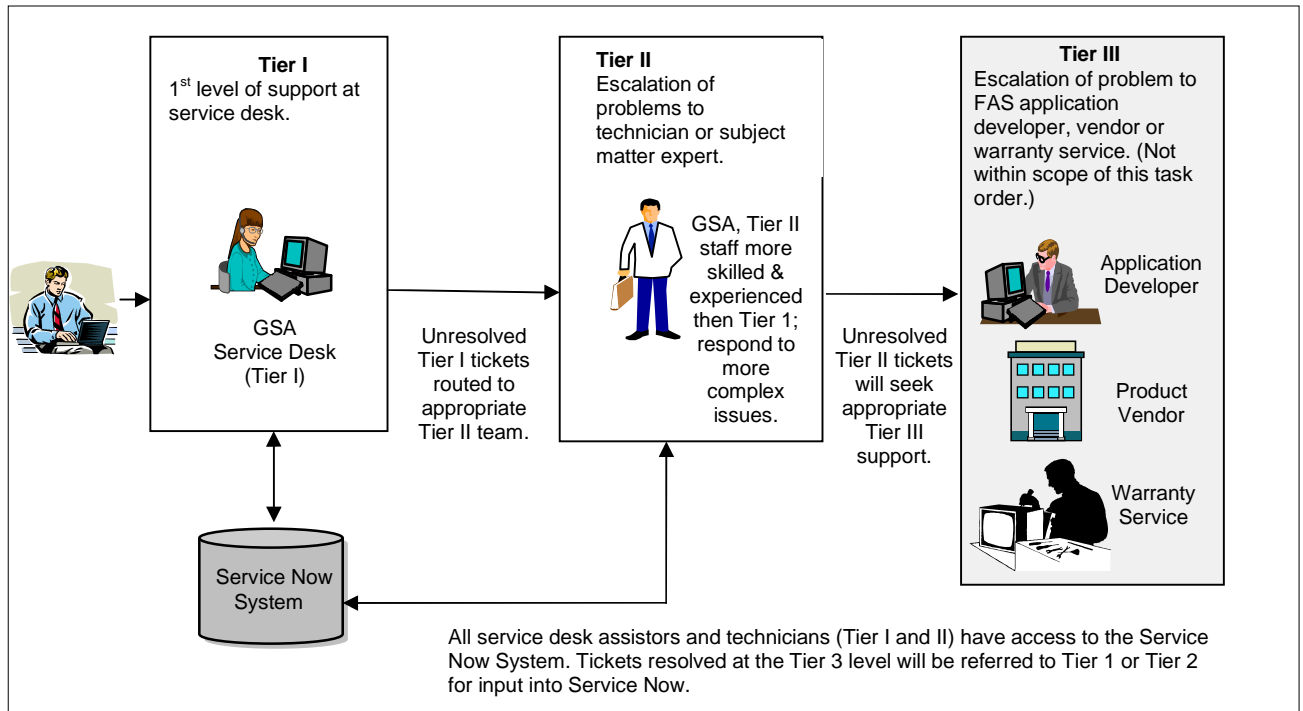 Tier I
1st level of support at
service desk.
GSA
Service Desk
(Tier I)
Unresolved
Tier I tickets
routed to
appropriate
Tier II team.
Tier II
Escalation of
problems to
technician or subject
matter expert.
GSA, Tier II
staff more
skilled &
experienced
then Tier 1;
respond to
more
complex
issues.
Unresolved
Tier II tickets
will seek
appropriate
Tier III
support.
Tier III
Escalation of problem to
FAS application
developer, vendor or
warranty service. (Not
within scope of this task
order.)
Application
Developer
Product
Vendor
Warranty
Service
Service Now
System
All service desk assistors and technicians (Tier I and II) have access to the Service
Now System. Tickets resolved at the Tier 3 level will be referred to Tier 1 or Tier 2
for input into Service Now.